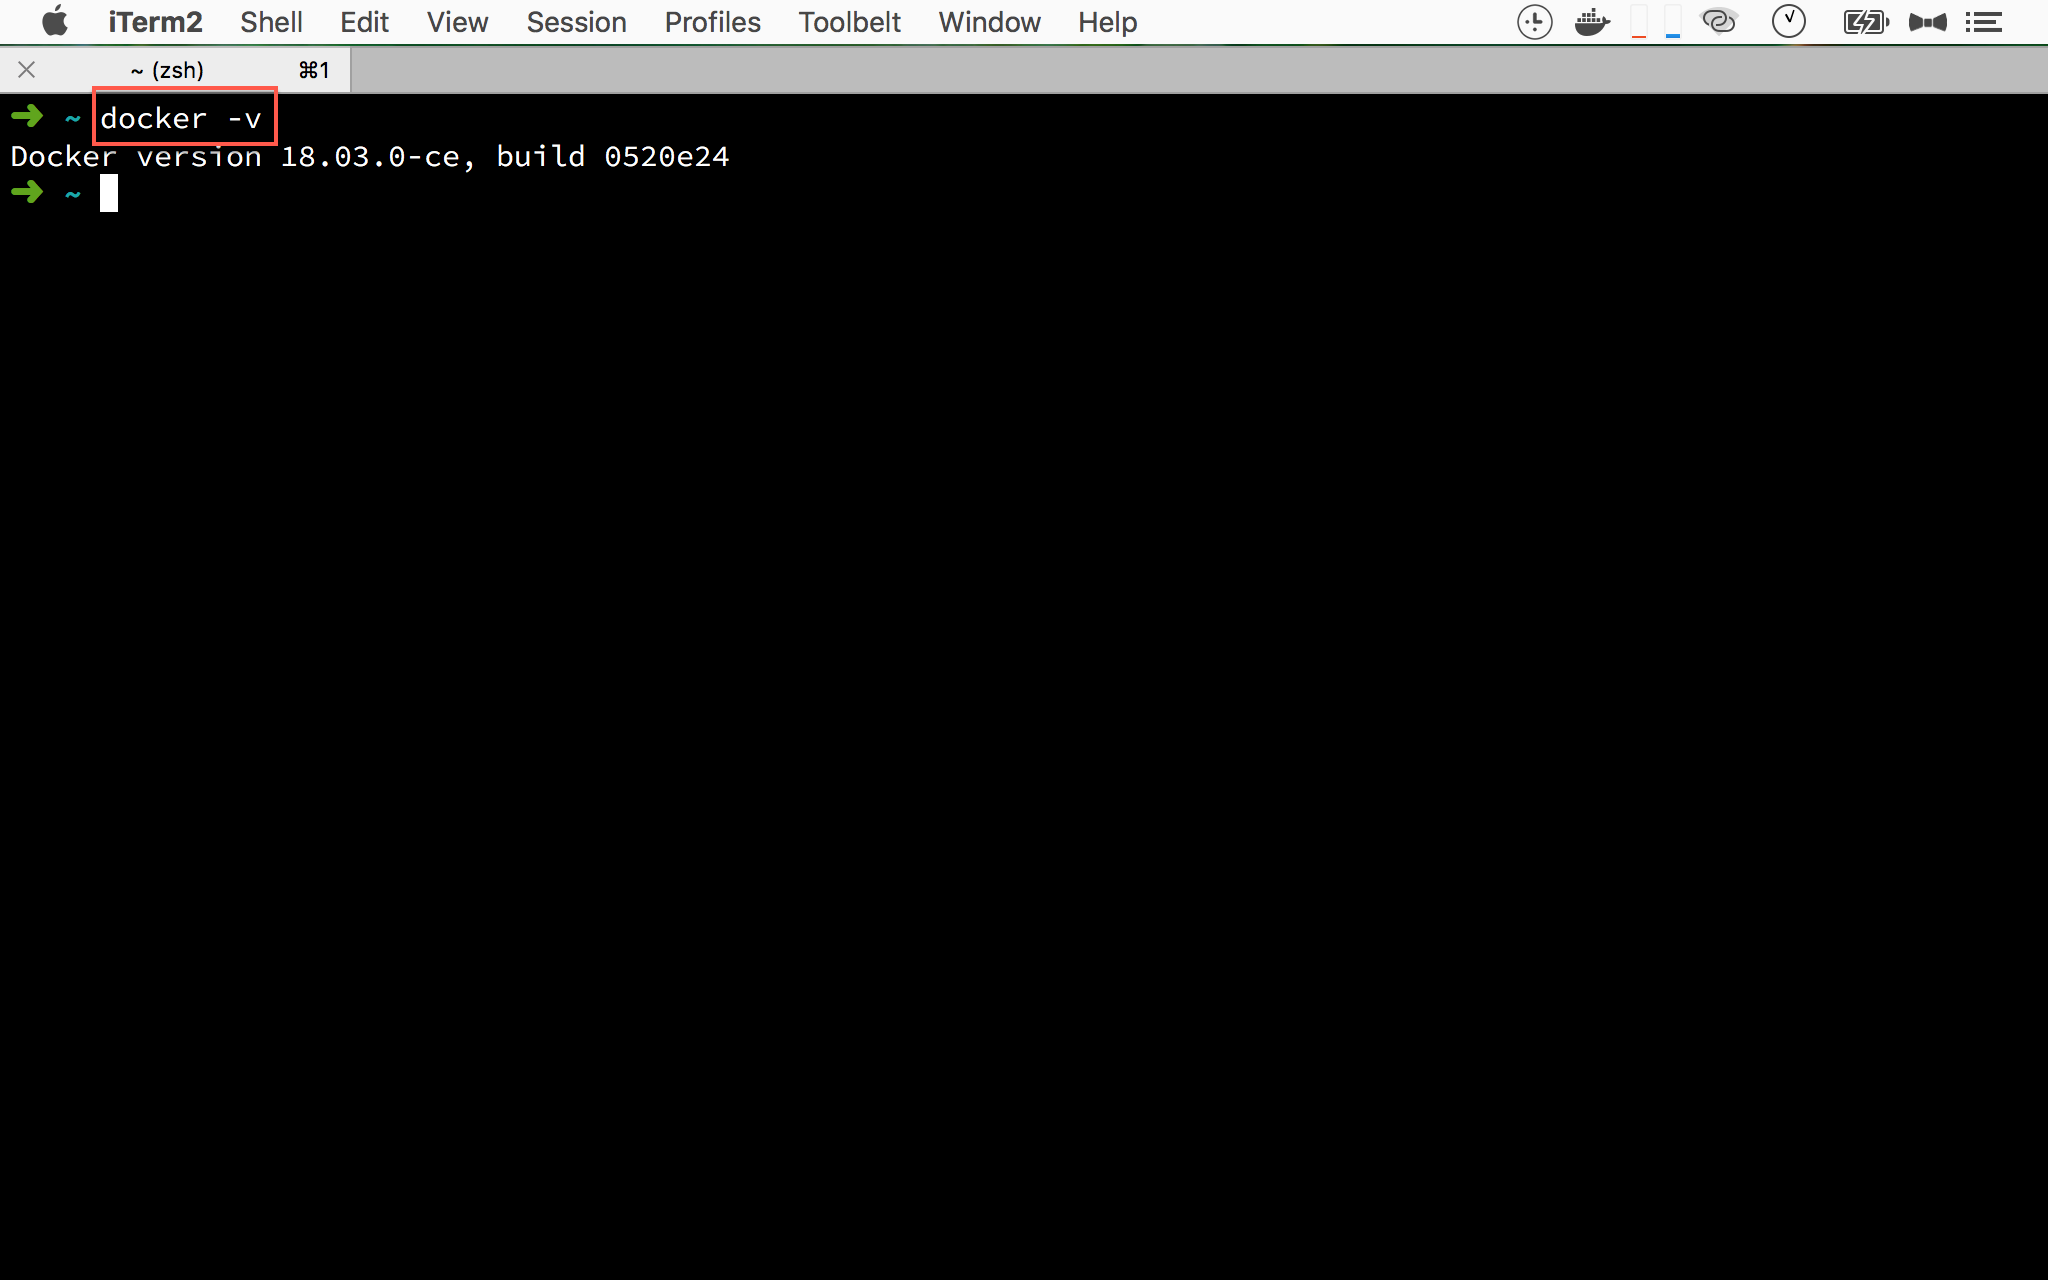 iTerm2 Shell Edit View Session Profiles Toolbelt Window Help
~ (zsh) ⌘1
➜ ~ docker -v
Docker version 18.03.0-ce, build 0520e24
➜ ~